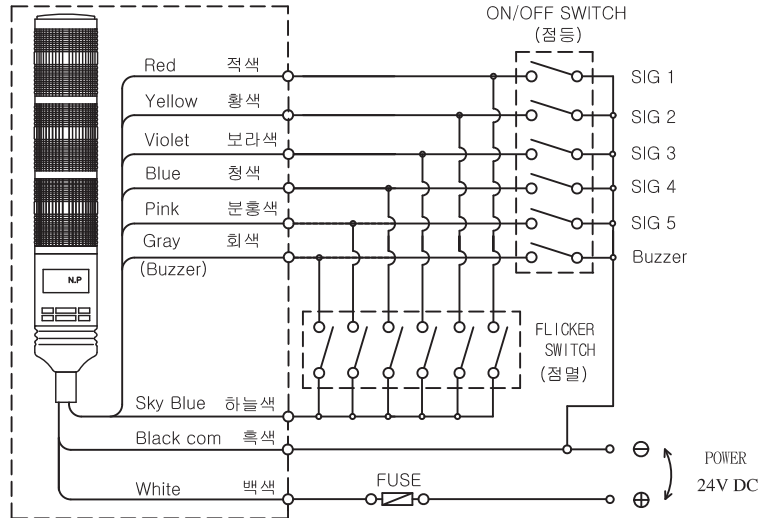 ON/OFF SWITCH
(점등)
Red 적색
SIG 1
Yellow 황색
SIG 2
Violet 보라색
SIG 3
Blue 청색
SIG 4
Pink 분홍색
SIG 5
Gray 회색
Buzzer
(Buzzer)
N.P
FLICKER
SWITCH
(점멸)
Sky Blue 하늘색
Black com 흑색
⊖
POWER
24V DC
White 백색
FUSE
⊕